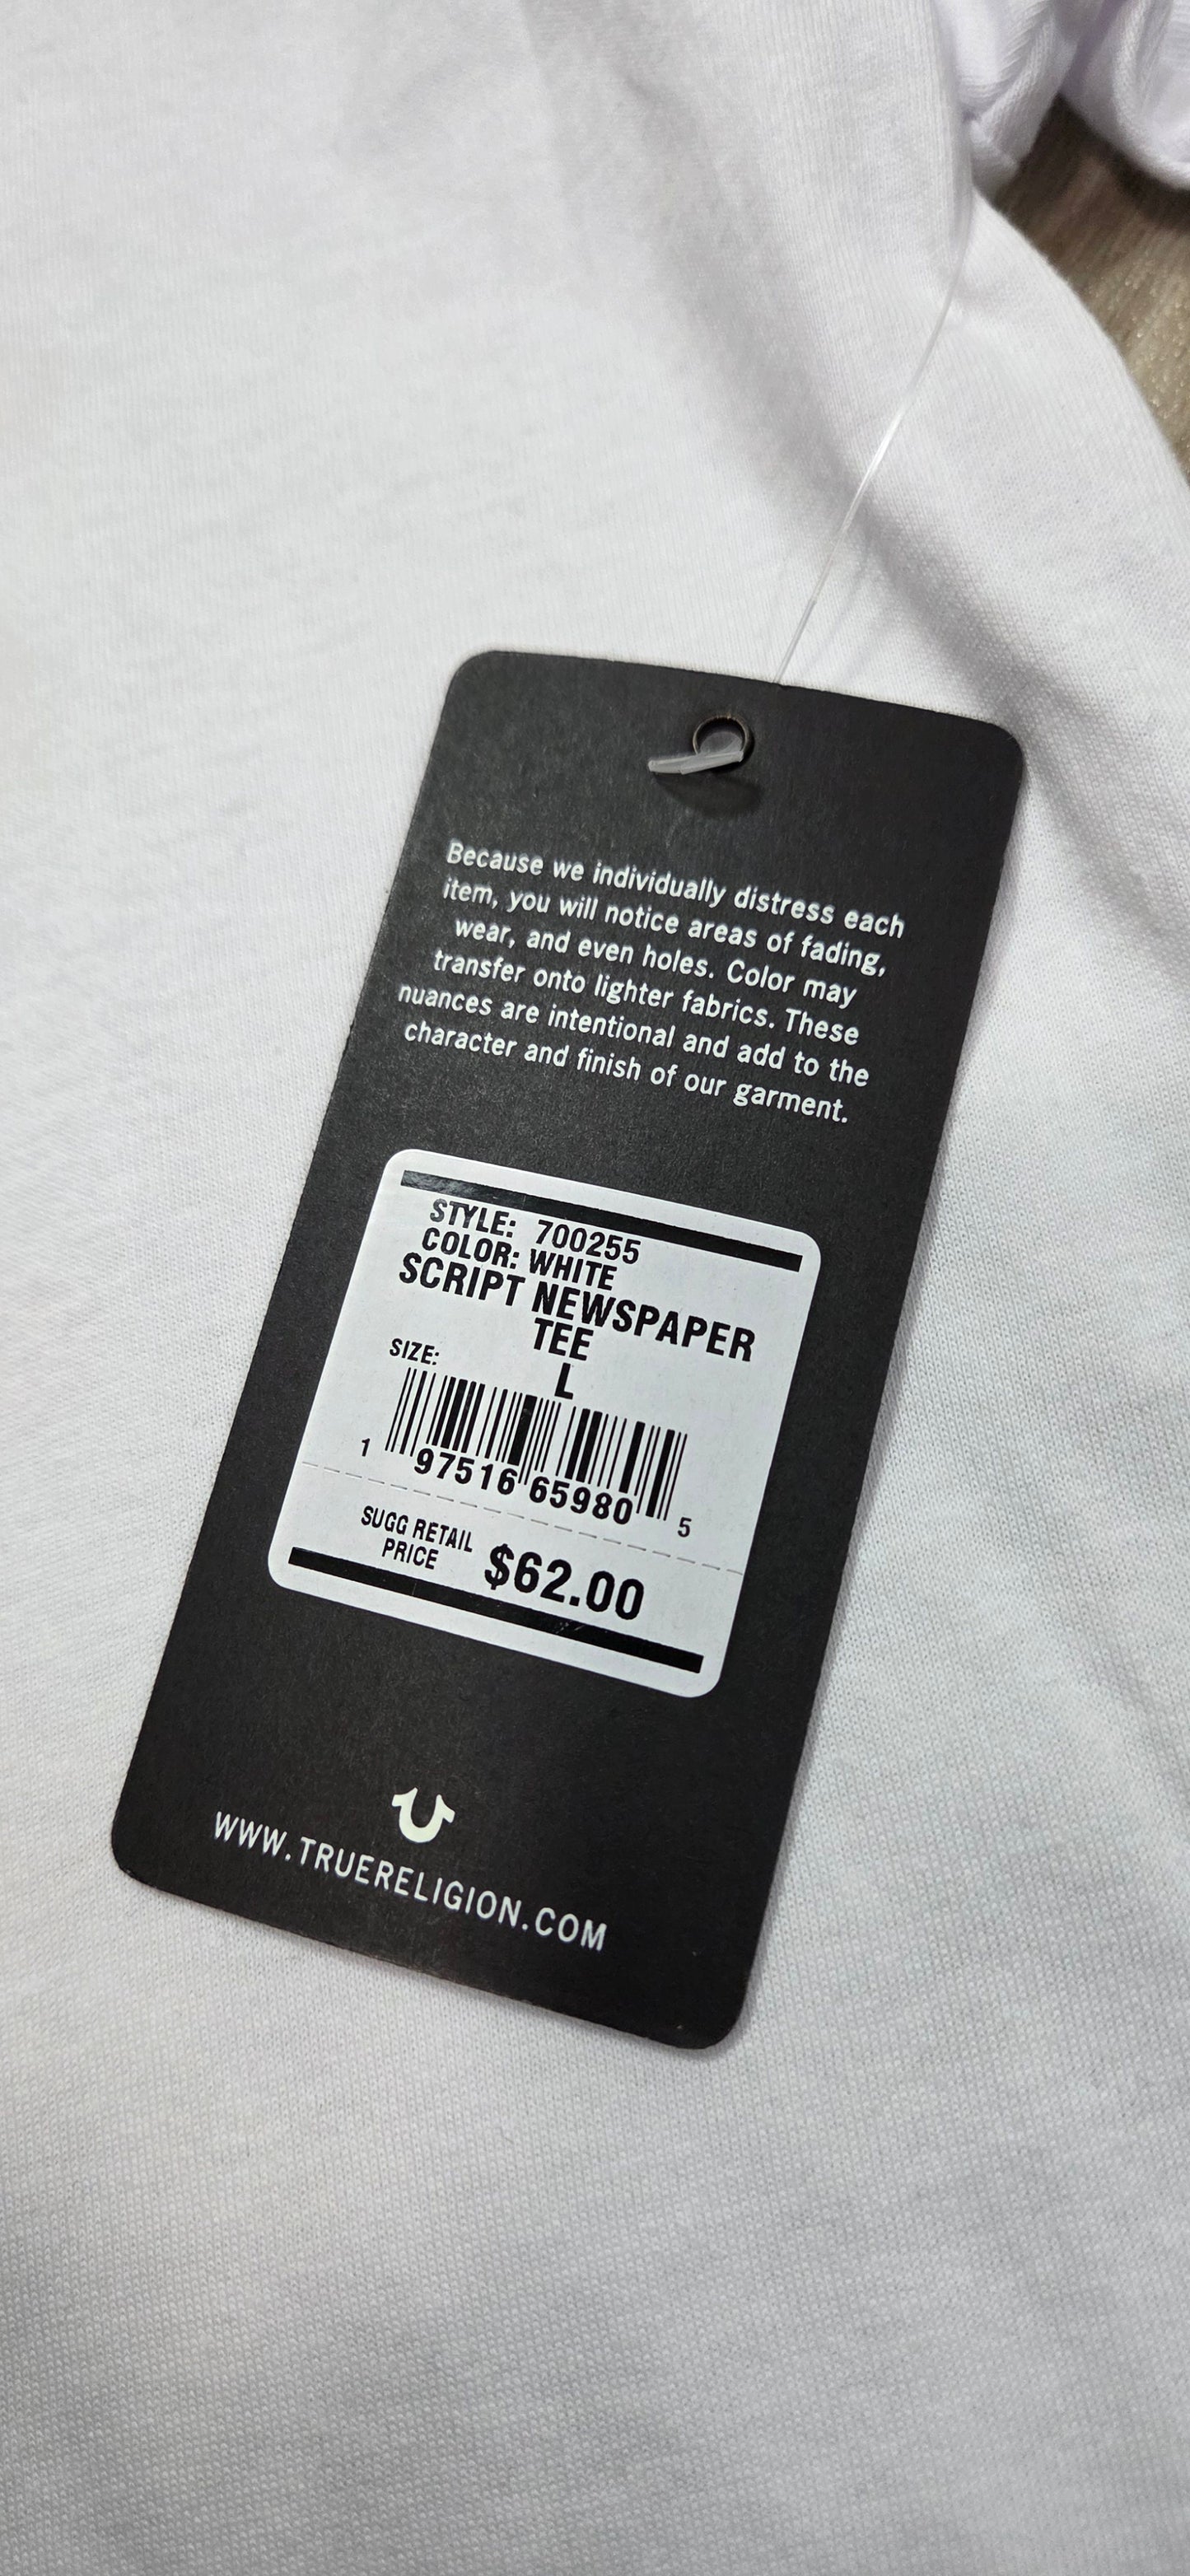 Because we individually distress each
item, you will notice areas of fading,
wear, and even holes. Color may
transfer onto lighter fabrics. These
nuances are intentional and add to the
character and finish of our garment.
STYLE: 700255
COLOR: WHITE
SCRIPT NEWSPAPER
TEE
SIZE: L
1 97516 65980 5
SUGG RETAIL
PRICE $62.00
WWW.TRUERELIGION.COM